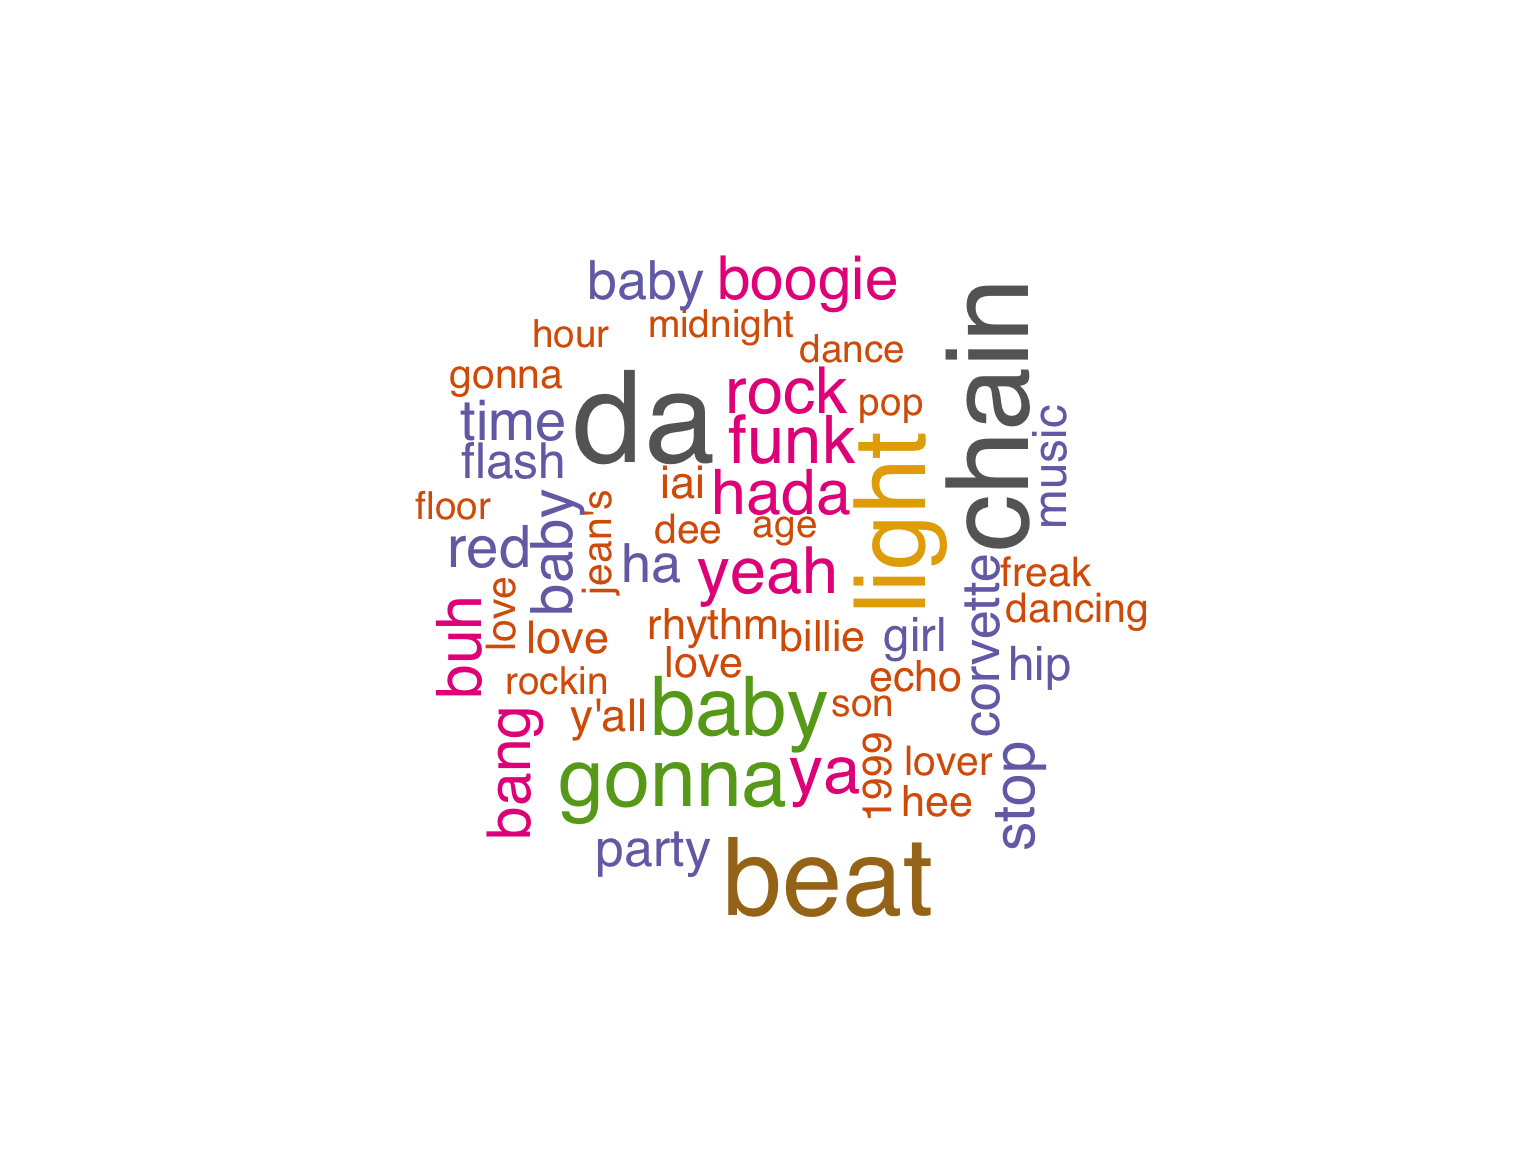 baby
boogie
hour
midnight
dance
gonna
da
rock
pop
chain
time
funk
light
music
flash
iai
hada
floor
baby
jean's
dee
age
red
ha
yeah
corvette
freak
dancing
buh
love
love
rhythm
billie
girl
hip
love
echo
rockin
y'all
baby
son
bang
gonna
ya
1999
lover
stop
hee
party
beat